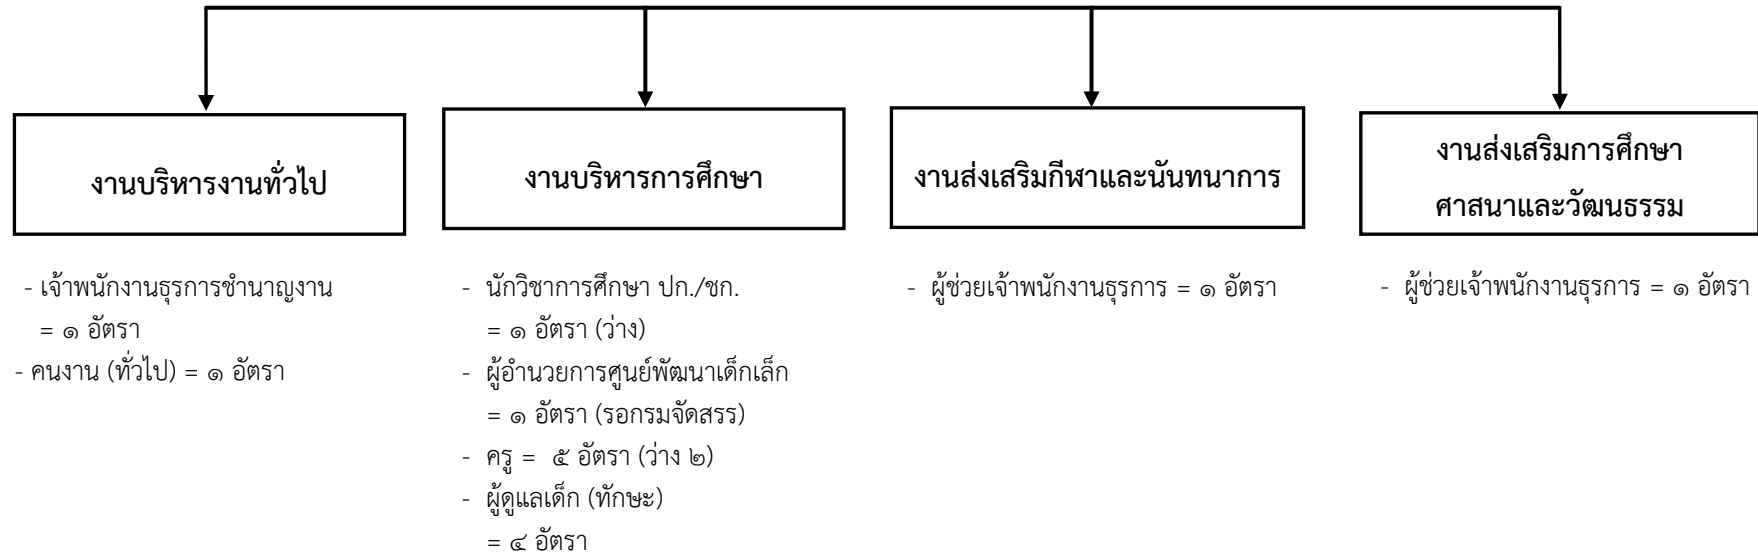 งานบริหารงานทั่วไป
- เจ้าพนักงานธุรการชำนาญงาน
= ๑ อัตรา
- คนงาน (ทั่วไป) = ๑ อัตรา
งานบริหารการศึกษา
- นักวิชาการศึกษา ปก./ชก.
= ๑ อัตรา (ว่าง)
- ผู้อำนวยการศูนย์พัฒนาเด็กเล็ก
= ๑ อัตรา (รอกรมจัดสรร)
- ครู = ๕ อัตรา (ว่าง ๒)
- ผู้ดูแลเด็ก (ทักษะ)
= ๔ อัตรา
งานส่งเสริมกีฬาและนันทนาการ
- ผู้ช่วยเจ้าพนักงานธุรการ = ๑ อัตรา
งานส่งเสริมการศึกษา
ศาสนาและวัฒนธรรม
- ผู้ช่วยเจ้าพนักงานธุรการ = ๑ อัตรา